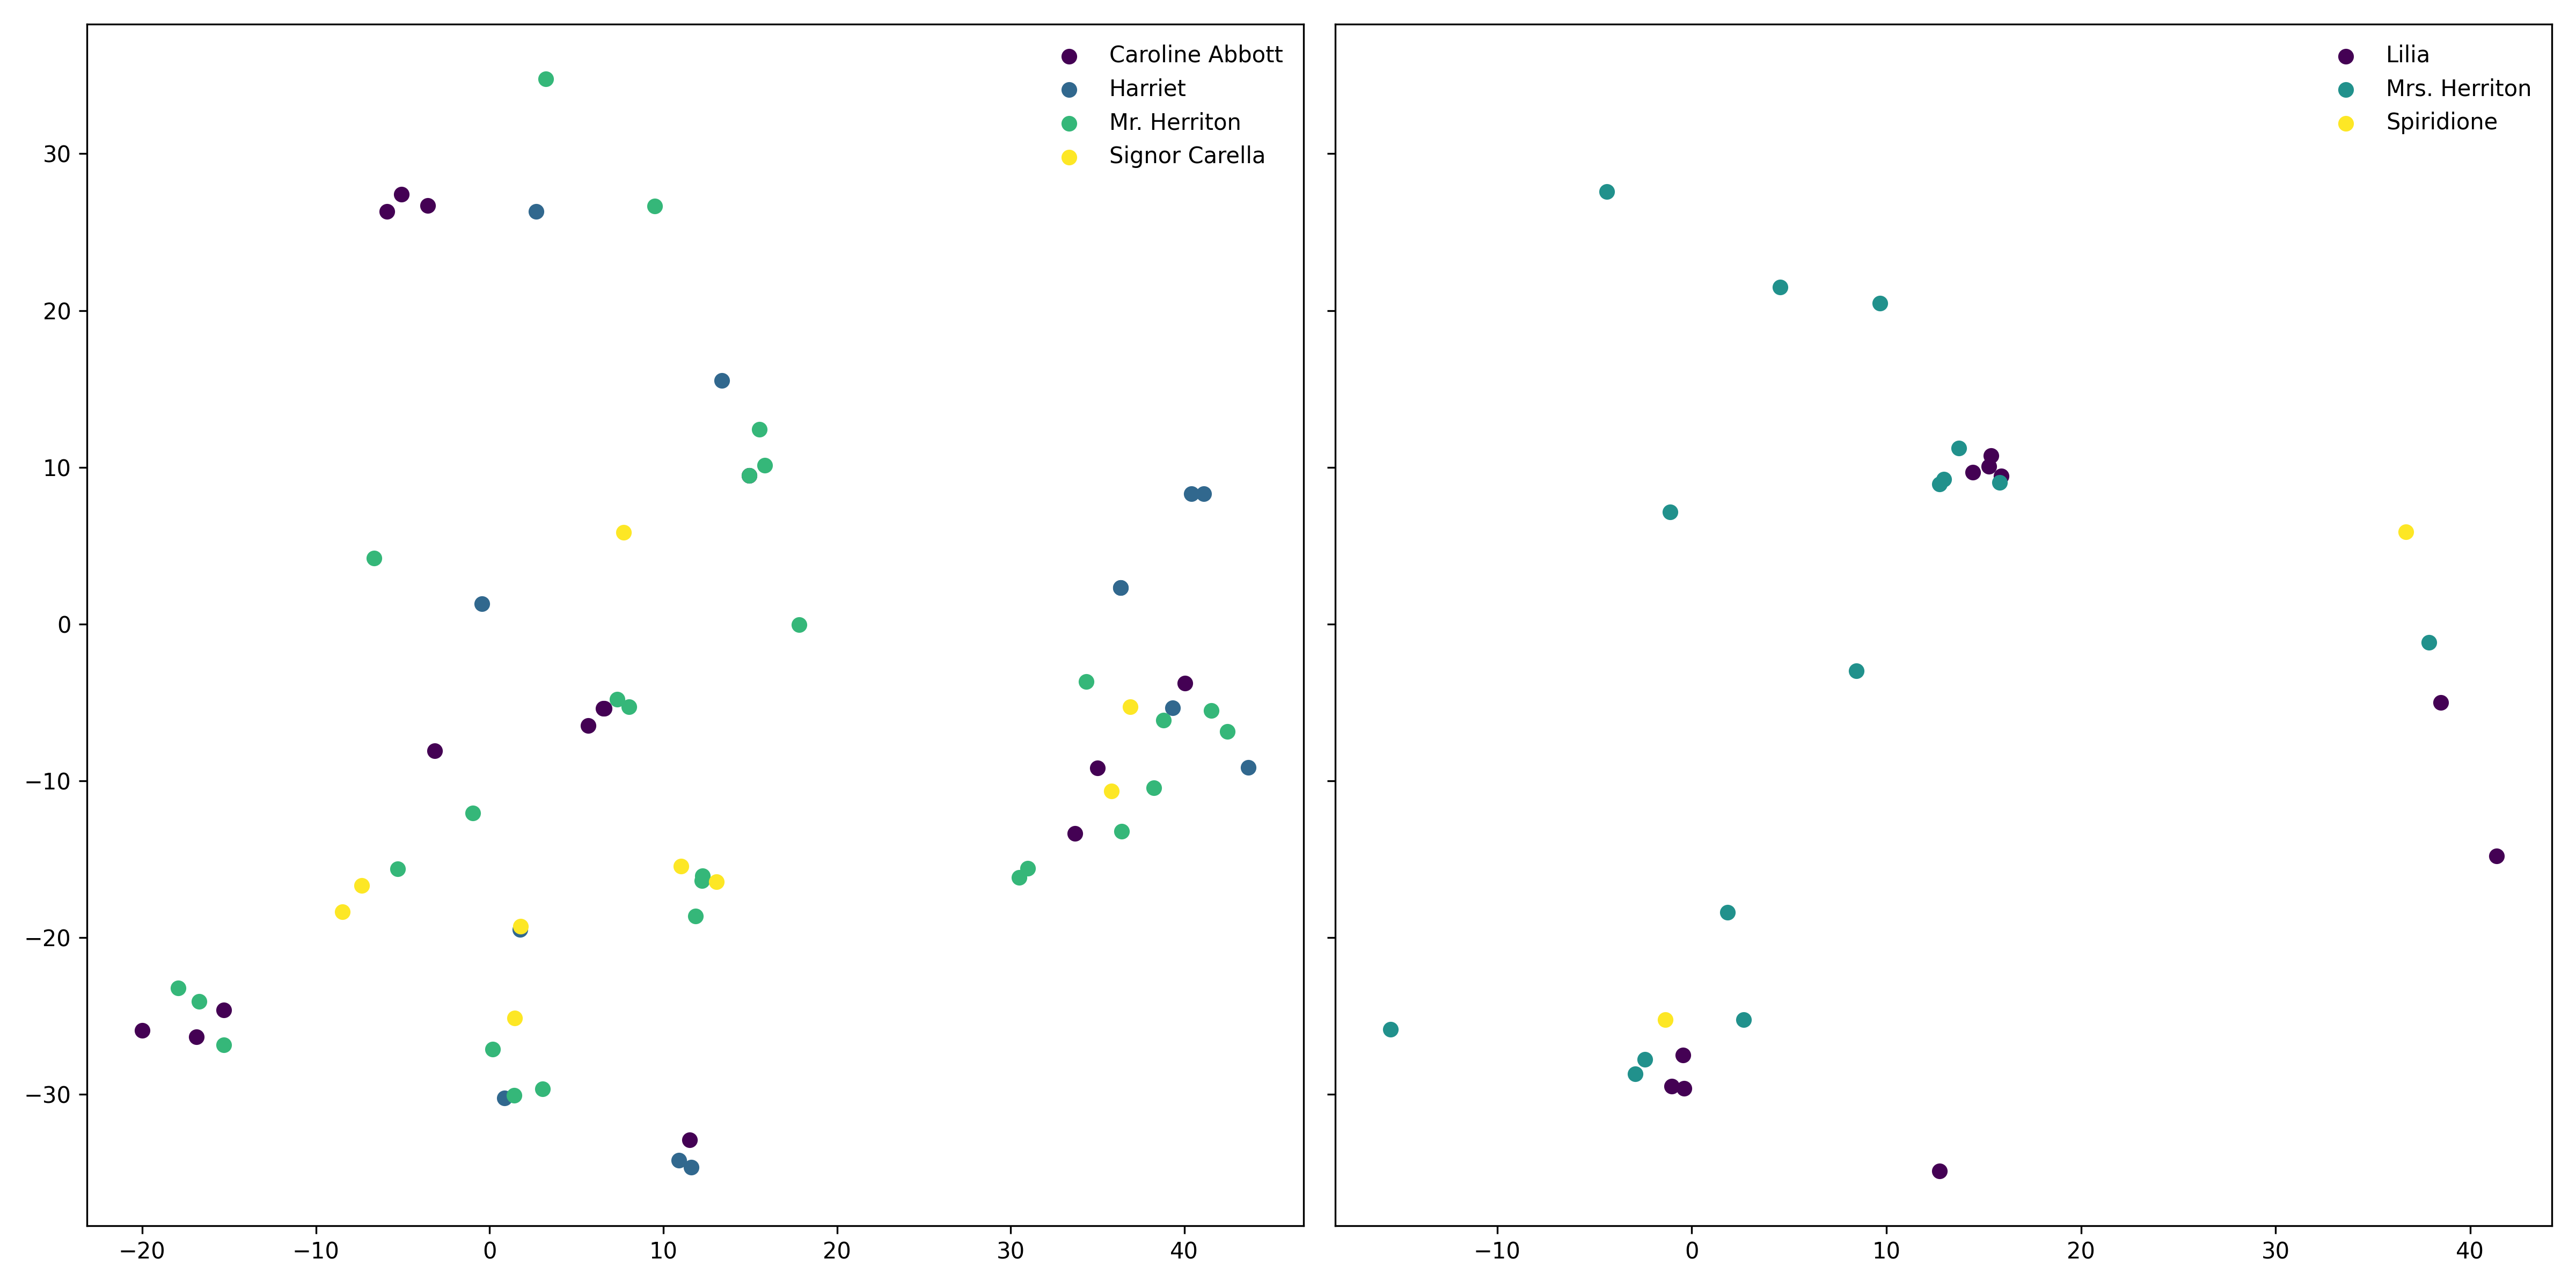 Caroline Abbott
Harriet
Mr. Herriton
Signor Carella
30
20
10
0
−10
−20
−30
−20 −10 0 10 20 30 40
Lilia
Mrs. Herriton
Spiridione
−10 0 10 20 30 40